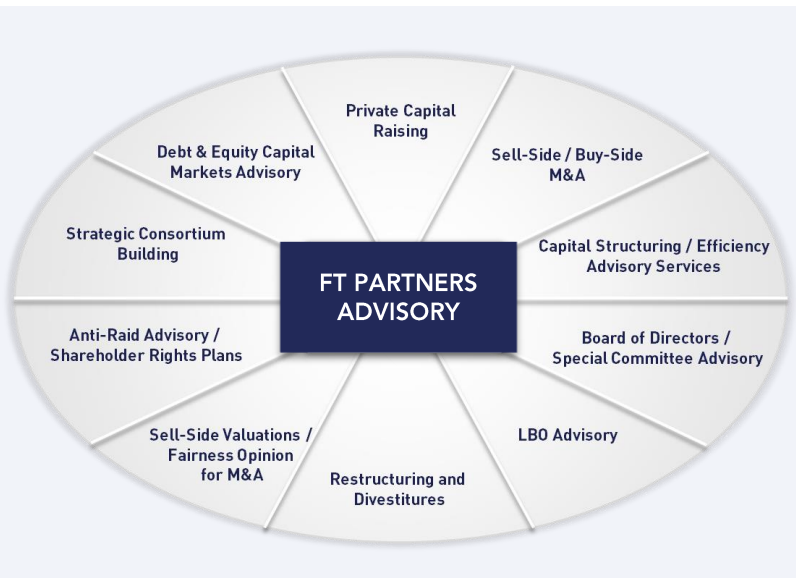 Private Capital
Raising
Sell-Side / Buy-Side
M&A
Capital Structuring / Efficiency
Advisory Services
Board of Directors /
Special Committee Advisory
LBO Advisory
Restructuring and
Divestitures
Sell-Side Valuations /
Fairness Opinion
for M&A
Anti-Raid Advisory /
Shareholder Rights Plans
Strategic Consortium
Building
Debt & Equity Capital
Markets Advisory
FT PARTNERS
ADVISORY